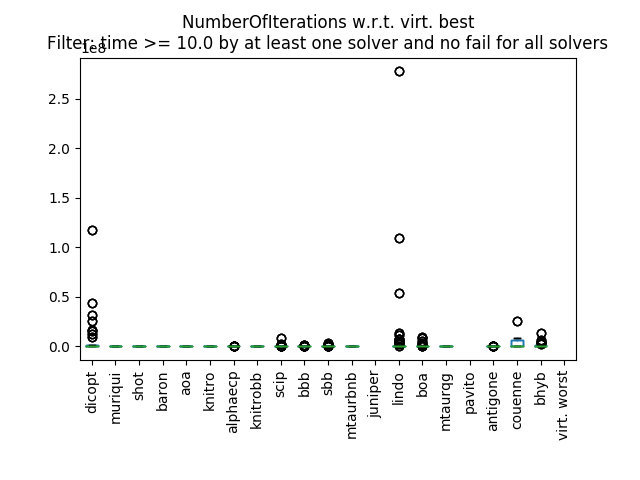 NumberOfIterations w.r.t. virt. best
Filter: time >= 10.0 by at least one solver and no fail for all solvers
1e8
2.5
2.0
1.5
1.0
0.5
0.0
dicopt
muriqui
shot
baron
aoa
knitro
alphaecp
knitrobb
scip
bbb
sbb
mtaurbnb
juniper
lindo
boa
mtaurqg
pavito
antigone
couenne
bhyb
virt. worst